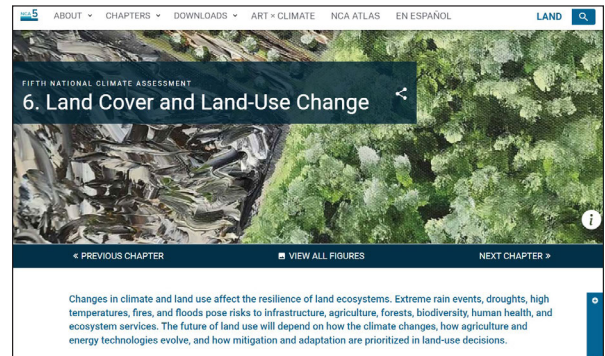 NCA 5 ABOUT CHAPTERS DOWNLOADS ART × CLIMATE NCA ATLAS EN ESPAÑOL LAND
FIFTH NATIONAL CLIMATE ASSESSMENT
6. Land Cover and Land-Use Change
i
« PREVIOUS CHAPTER VIEW ALL FIGURES NEXT CHAPTER »
Changes in climate and land use affect the resilience of land ecosystems. Extreme rain events, droughts, high
temperatures, fires, and floods pose risks to infrastructure, agriculture, forests, biodiversity, human health, and
ecosystem services. The future of land use will depend on how the climate changes, how agriculture and
energy technologies evolve, and how mitigation and adaptation are prioritized in land-use decisions.